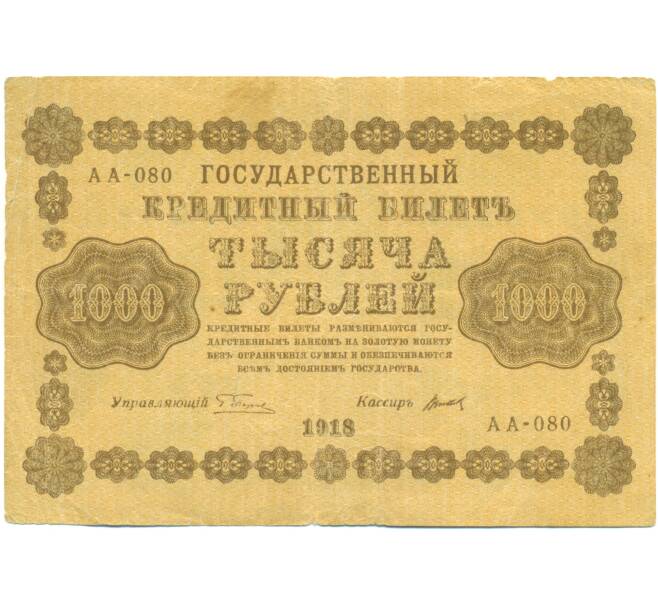 АА-080 ГОСУДАРСТВЕННЫЙ
КРЕДИТНЫЙ БИЛЕТЪ
ТЫСЯЧА
РУБЛЕЙ
1000
1000
КРЕДИТНЫЕ БИЛЕТЫ РАЗМѢНИВАЮТСЯ ГОСУ-
ДАРСТВЕННЫМЪ БАНКОМЪ НА ЗОЛОТУЮ МОНЕТУ
БЕЗЪ ОГРАНИЧЕНІЯ СУММЫ И ОБЕЗПЕЧИВАЮТСЯ
ВСѢМЪ ДОСТОЯНІЕМЪ ГОСУДАРСТВА.
Управляющій
Кассиръ
1918
АА-080